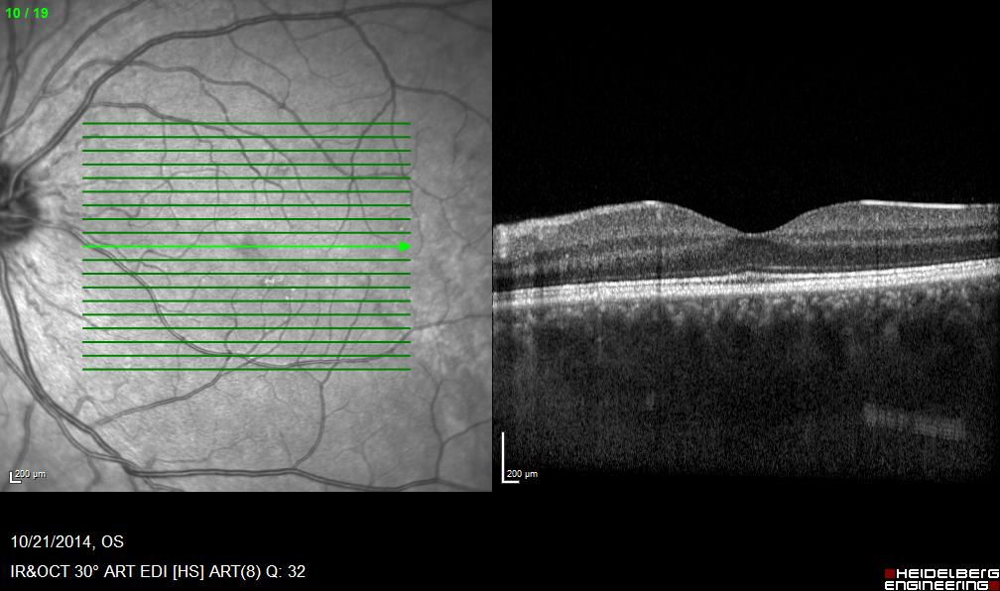 10 / 19
200 µm
200 µm
10/21/2014, OS
IR&OCT 30° ART EDI [HS] ART(8) Q: 32
HEIDELBERG
ENGINEERING